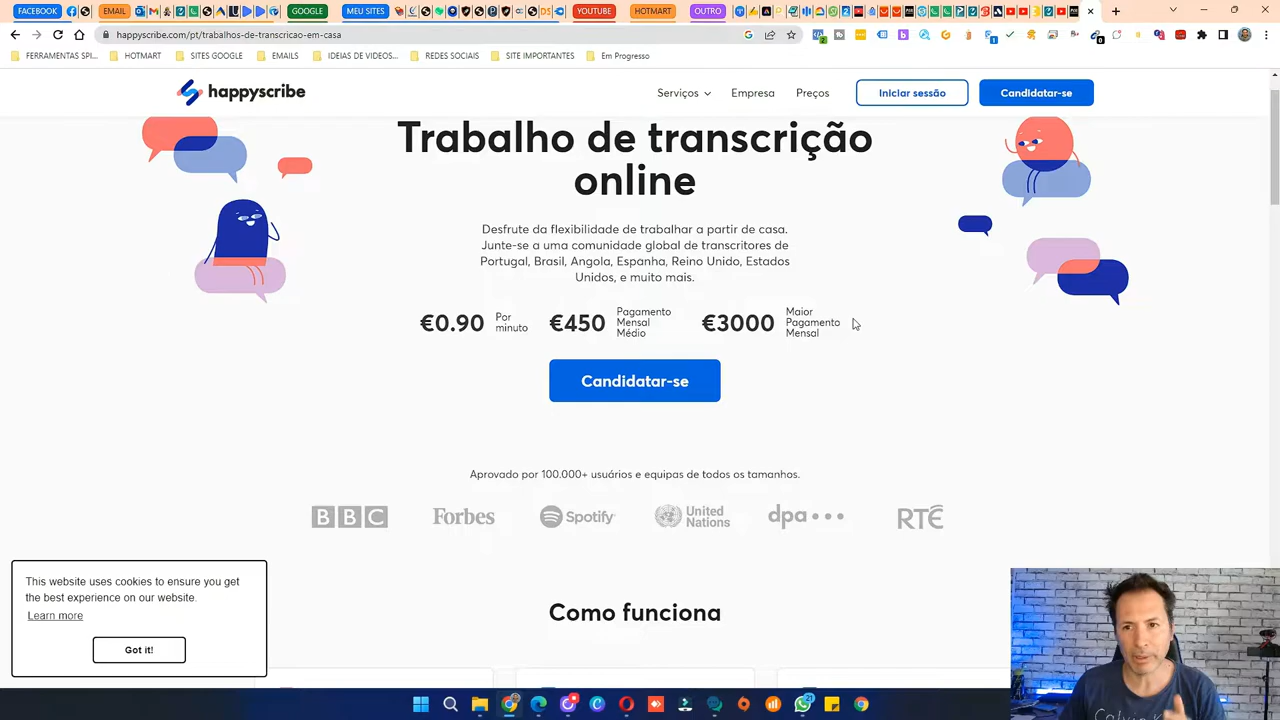 FACEBOOK
EMAIL
GOOGLE
MEU SITES
YOUTUBE
HOTMART
OUTRO
happyscribe.com/pt/trabalhos-de-transcricao-em-casa
FERRAMENTAS SPI...
HOTMART
SITES GOOGLE
EMAILS
IDEIAS DE VIDEOS...
REDES SOCIAIS
SITE IMPORTANTES
Em Progresso
happyscribe
Serviços
Empresa
Preços
Iniciar sessão
Candidatar-se
Trabalho de transcrição
online
Desfrute da flexibilidade de trabalhar a partir de casa.
Junte-se a uma comunidade global de transcritores de
Portugal, Brasil, Angola, Espanha, Reino Unido, Estados
Unidos, e muito mais.
€0.90 Por
minuto
€450 Pagamento
Mensal
Médio
€3000 Maior
Pagamento
Mensal
Candidatar-se
Aprovado por 100.000+ usuários e equipas de todos os tamanhos.
BBC
Forbes
Spotify
United
Nations
dpa
RTÉ
This website uses cookies to ensure you get
the best experience on our website.
Learn more
Got it!
Como funciona